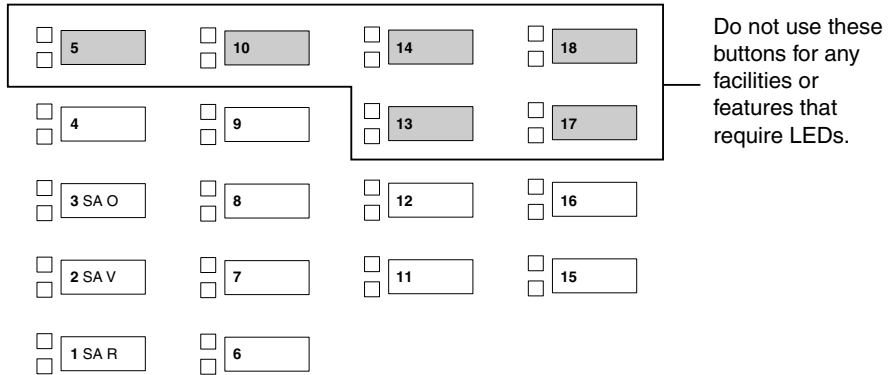 5 10 14 18
Do not use these
buttons for any
facilities or
features that
require LEDs.
4 9 13 17
3 SA O 8 12 16
2 SA V 7 11 15
1 SA R 6